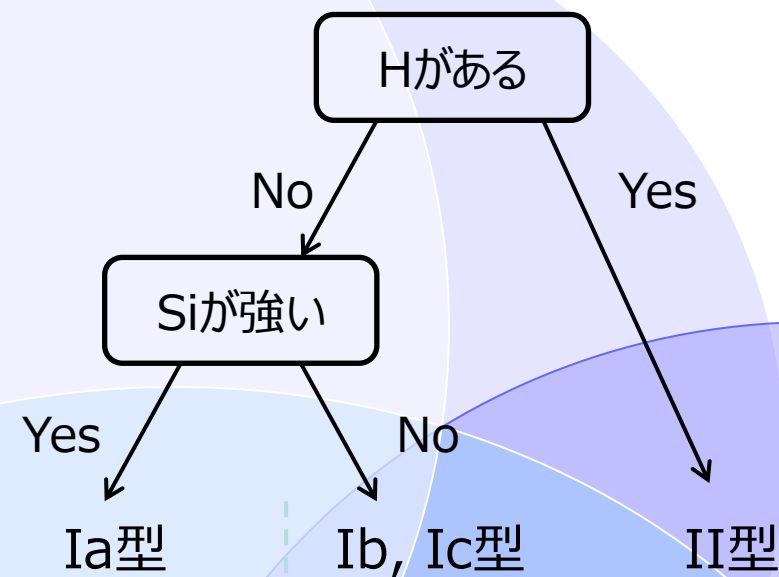 Hがある
No
Yes
Siが強い
Yes
No
Ia型
Ib, Ic型
II型